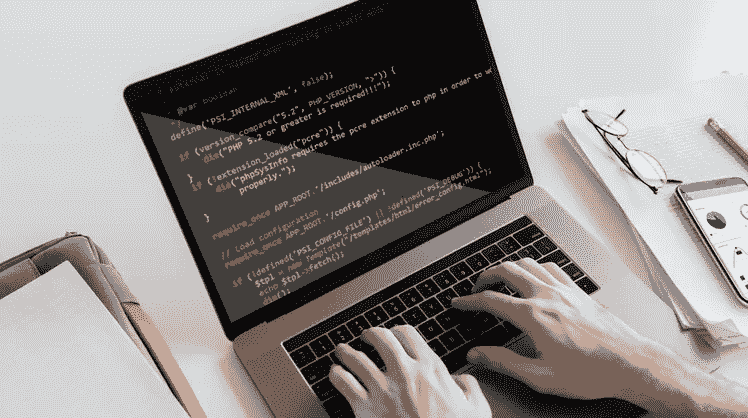 @var boolean
define('PSI_INTERNAL_XML', false);
if (version_compare("5.2", PHP_VERSION, ">")) {
die("PHP 5.2 or greater is required!!!");
}
if (!extension_loaded("pcre")) {
die("phpSysInfo requires the pcre extension to php in order to
properly.");
}
require_once APP_ROOT.'/includes/autoloader.inc.php';
// load configuration
require_once APP_ROOT.'/config.php';
if (!defined('PSI_CONFIG_FILE') || !defined('PSI_DEBUG')) {
$tpl = new Template("/templates/html/error_config.html");
echo $tpl->fetch();
die();